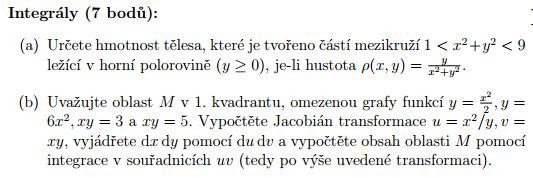 Integrály (7 bodů):
(a) Určete hmotnost tělesa, které je tvořeno částí mezikruží 1 < x² + y² < 9
ležící v horní polorovině (y ≥ 0), je-li hustota ρ(x, y) = y/(x²+y²).
(b) Uvažujte oblast M v 1. kvadrantu, omezenou grafy funkcí y = x²/2, y =
6x², xy = 3 a xy = 5. Vypočtěte Jacobián transformace u = x²/y, v =
xy, vyjádřete dx dy pomocí du dv a vypočtěte obsah oblasti M pomocí
integrace v souřadnicích uv (tedy po výše uvedené transformaci).